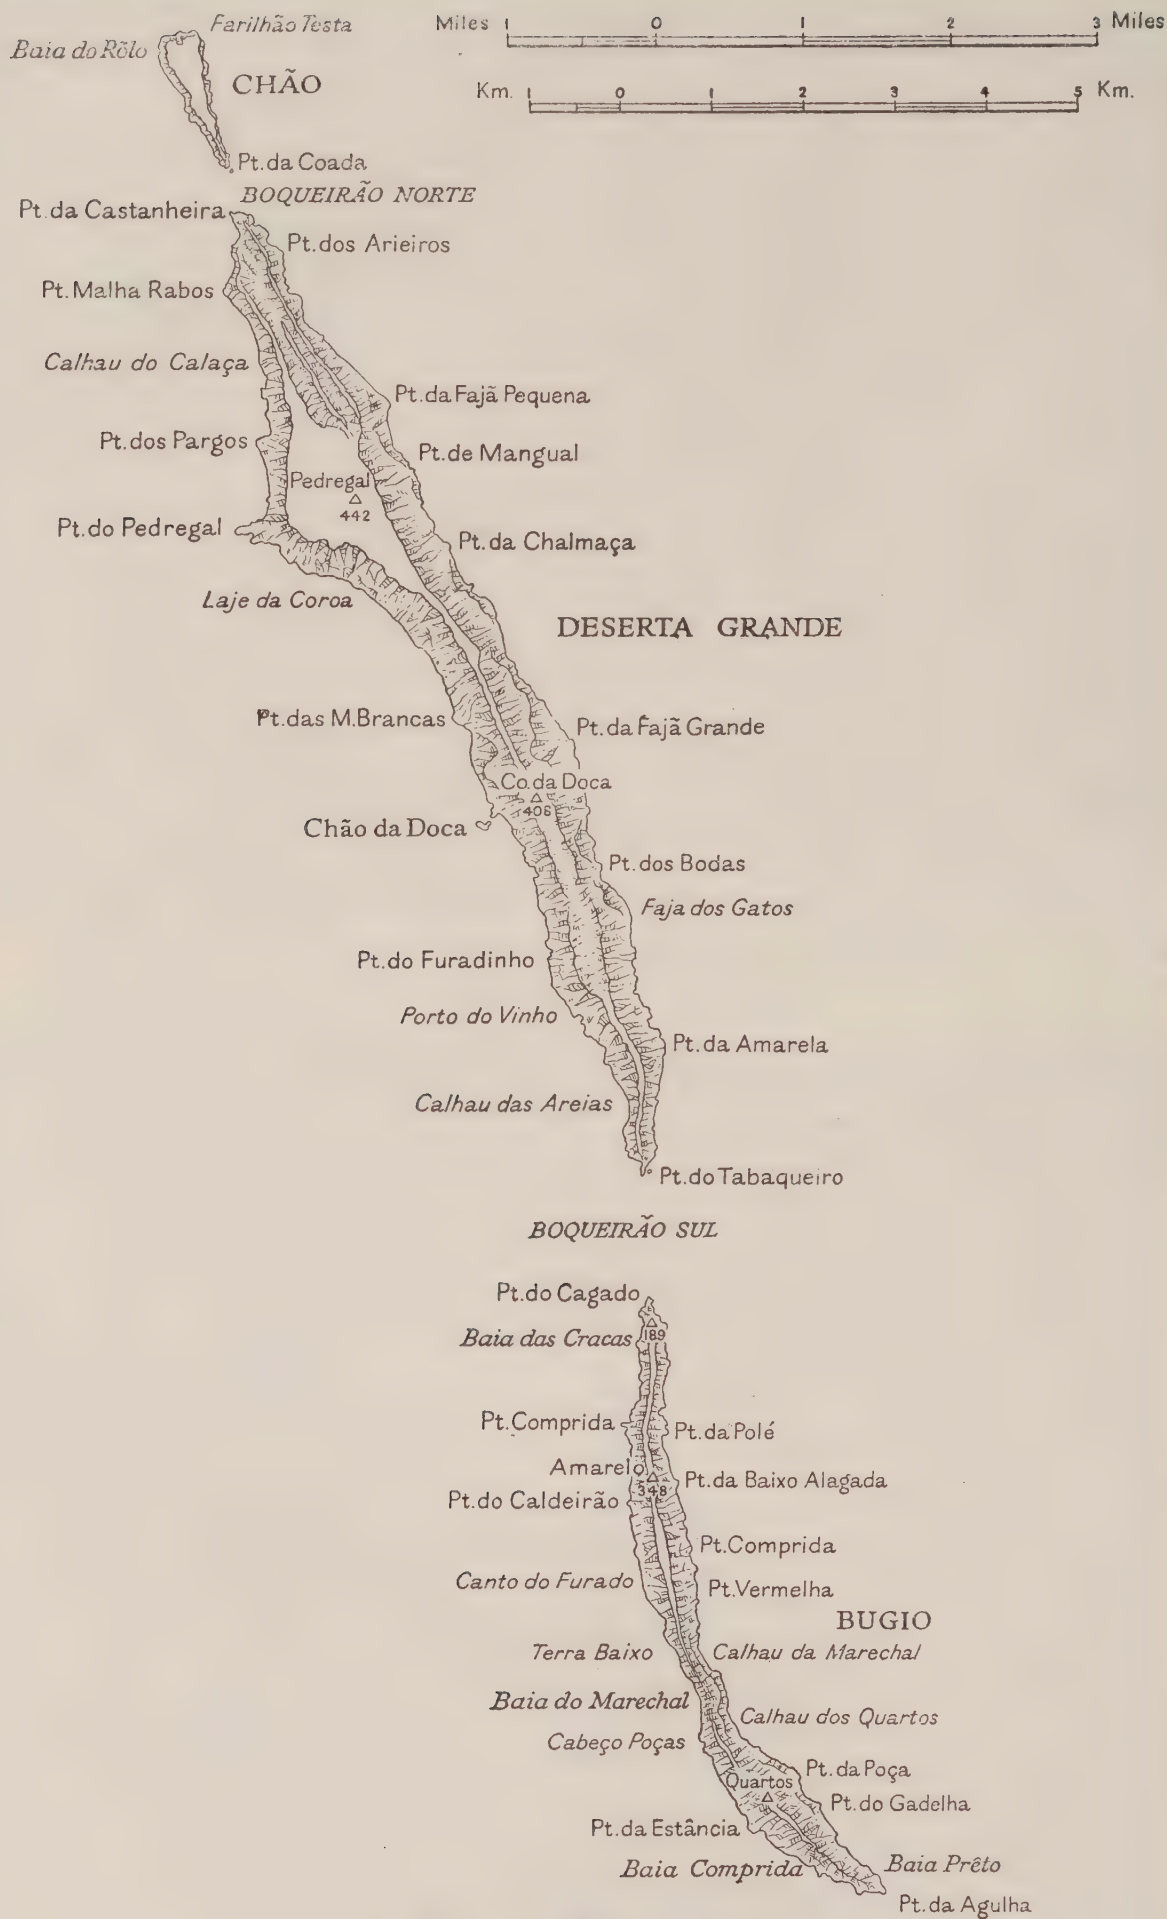 Farilhão Testa
Miles 1 0 1 2 3 Miles
Baia do Rôlo
CHÃO
Km. 1 0 1 2 3 4 5 Km.
Pt. da Coada
BOQUEIRÃO NORTE
Pt. da Castanheira
Pt. dos Arieiros
Pt. Malha Rabos
Calhau do Calaça
Pt. da Fajã Pequena
Pt. dos Pargos
Pt. de Mangual
Pedregal
442
Pt. do Pedregal
Pt. da Chalmaça
Laje da Coroa
DESERTA GRANDE
Pt. das M. Brancas
Pt. da Fajã Grande
Co. da Doca
406
Chão da Doca
Pt. dos Bodas
Faja dos Gatos
Pt. do Furadinho
Porto do Vinho
Pt. da Amarela
Calhau das Areias
Pt. do Tabaqueiro
BOQUEIRÃO SUL
Pt. do Cagado
Baia das Cracas
189
Pt. Comprida
Pt. da Polé
Amarelo
Pt. da Baixo Alagada
348
Pt. do Caldeirão
Pt. Comprida
Canto do Furado
Pt. Vermelha
BUGIO
Terra Baixo
Calhau da Marechal
Baia do Marechal
Calhau dos Quartos
Cabeço Poças
Pt. da Poça
Quartos
Pt. do Gadelha
Pt. da Estância
Baia Comprida
Baia Prêto
Pt. da Agulha